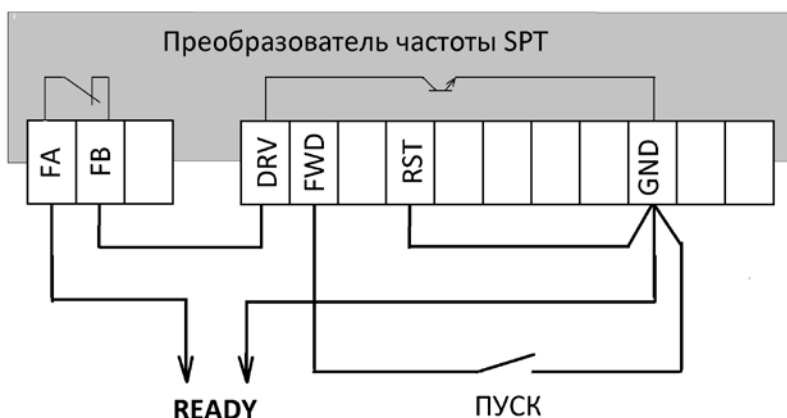 Преобразователь частоты SPT
FA
FB
DRV
FWD
RST
GND
READY
ПУСК